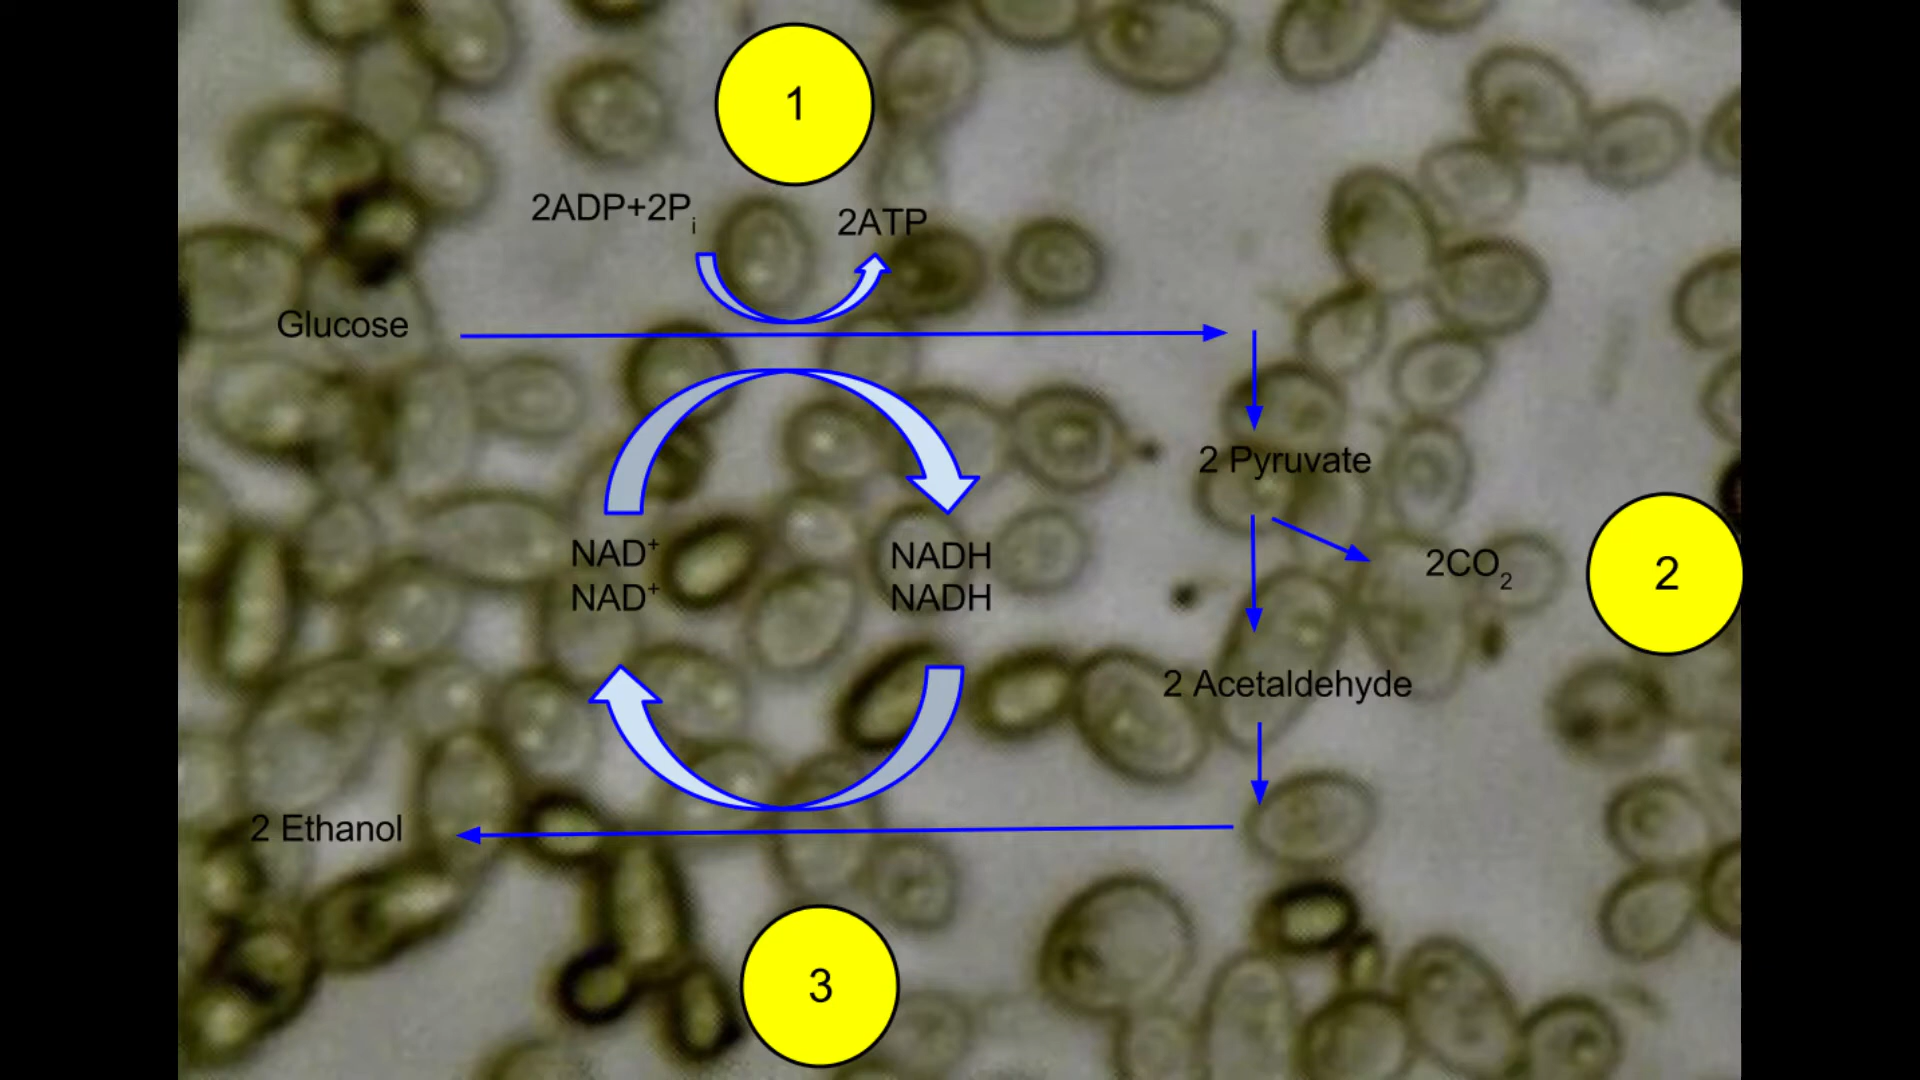 1
2ADP+2Pi
2ATP
Glucose
2 Pyruvate
NAD+
NADH
2CO2
2
NAD+
NADH
2 Acetaldehyde
2 Ethanol
3